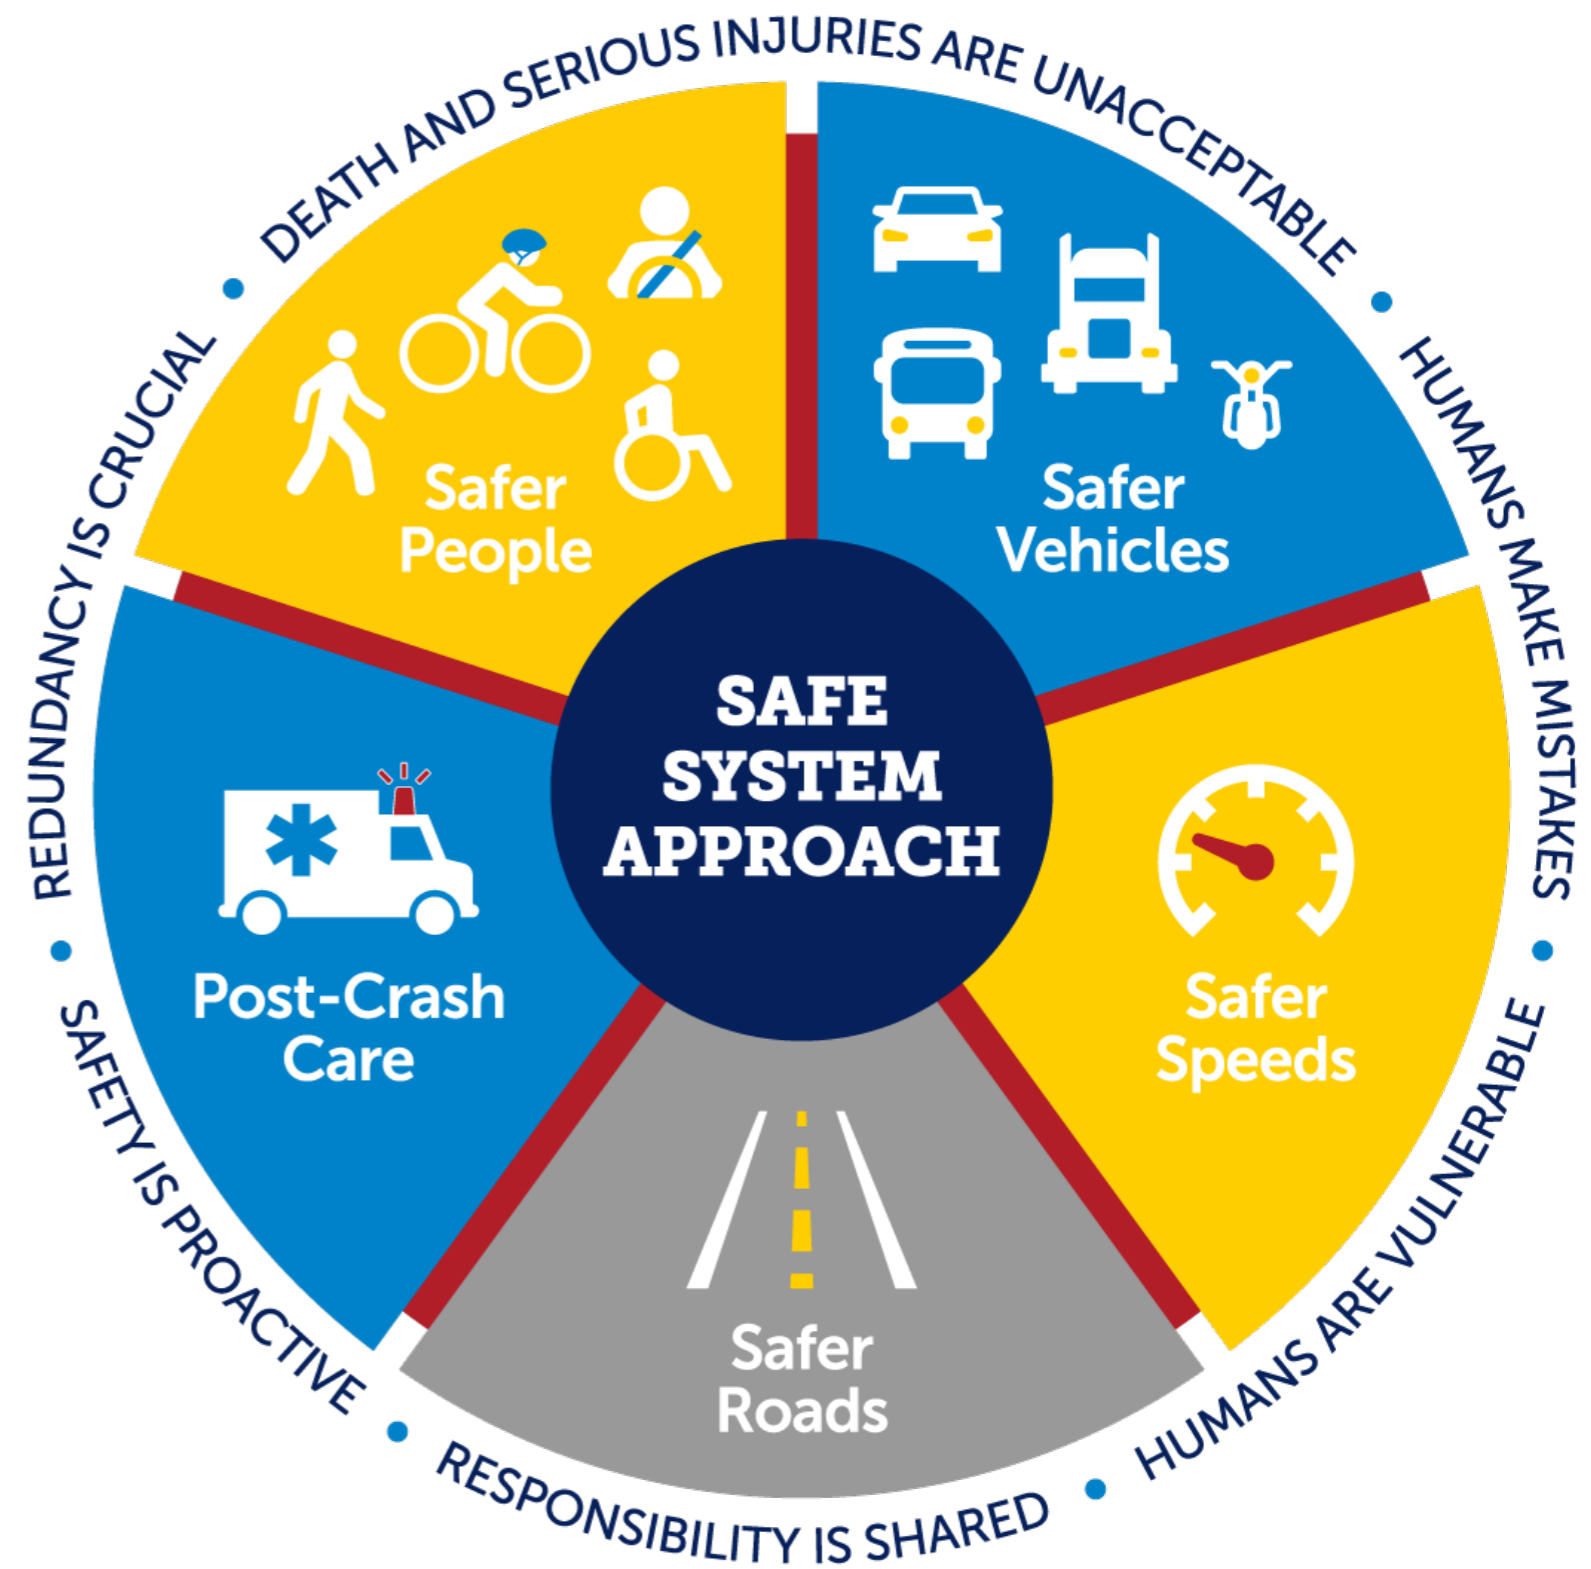 DEATH AND SERIOUS INJURIES ARE UNACCEPTABLE
HUMANS MAKE MISTAKES
HUMANS ARE VULNERABLE
RESPONSIBILITY IS SHARED
SAFETY IS PROACTIVE
REDUNDANCY IS CRUCIAL
Safer
People
Safer
Vehicles
SAFE
SYSTEM
APPROACH
Post-Crash
Care
Safer
Speeds
Safer
Roads